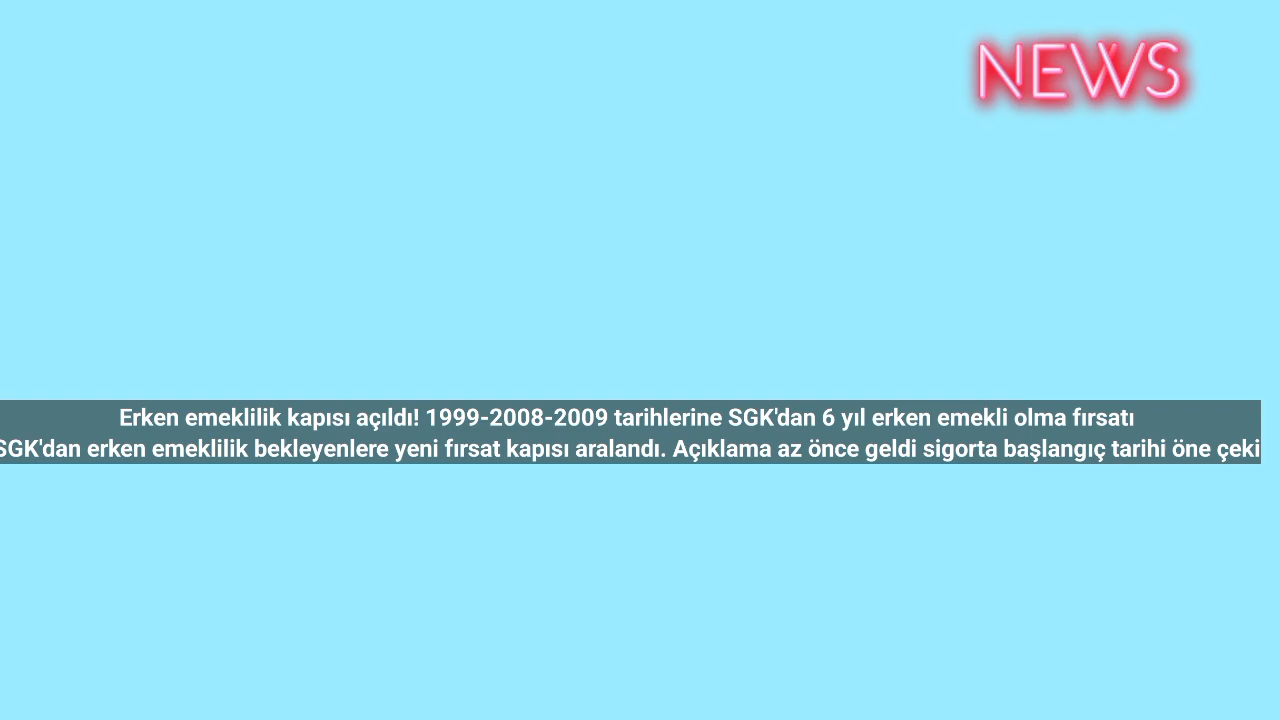 NEWS
Erken emeklilik kapısı açıldı! 1999-2008-2009 tarihlerine SGK'dan 6 yıl erken emekli olma fırsatı
SGK'dan erken emeklilik bekleyenlere yeni fırsat kapısı aralandı. Açıklama az önce geldi sigorta başlangıç tarihi öne çeki